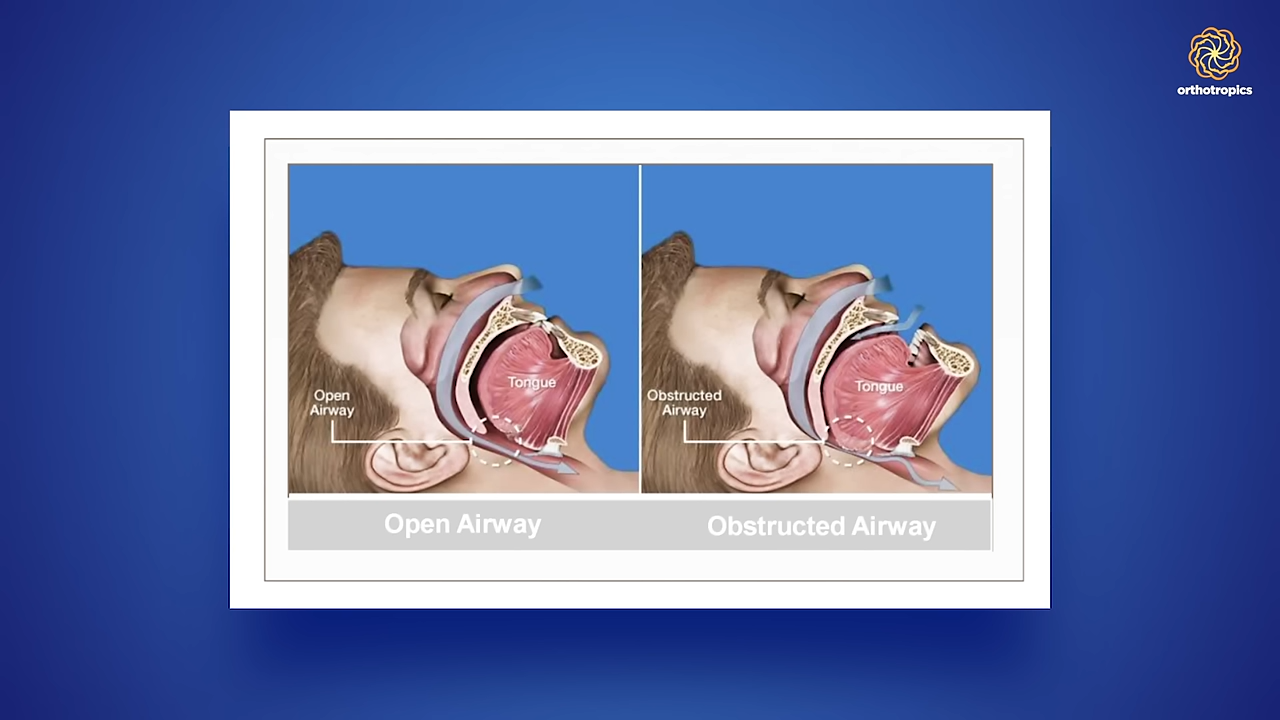 orthotropics
Open
Airway
Tongue
Obstructed
Airway
Tongue
Open Airway
Obstructed Airway